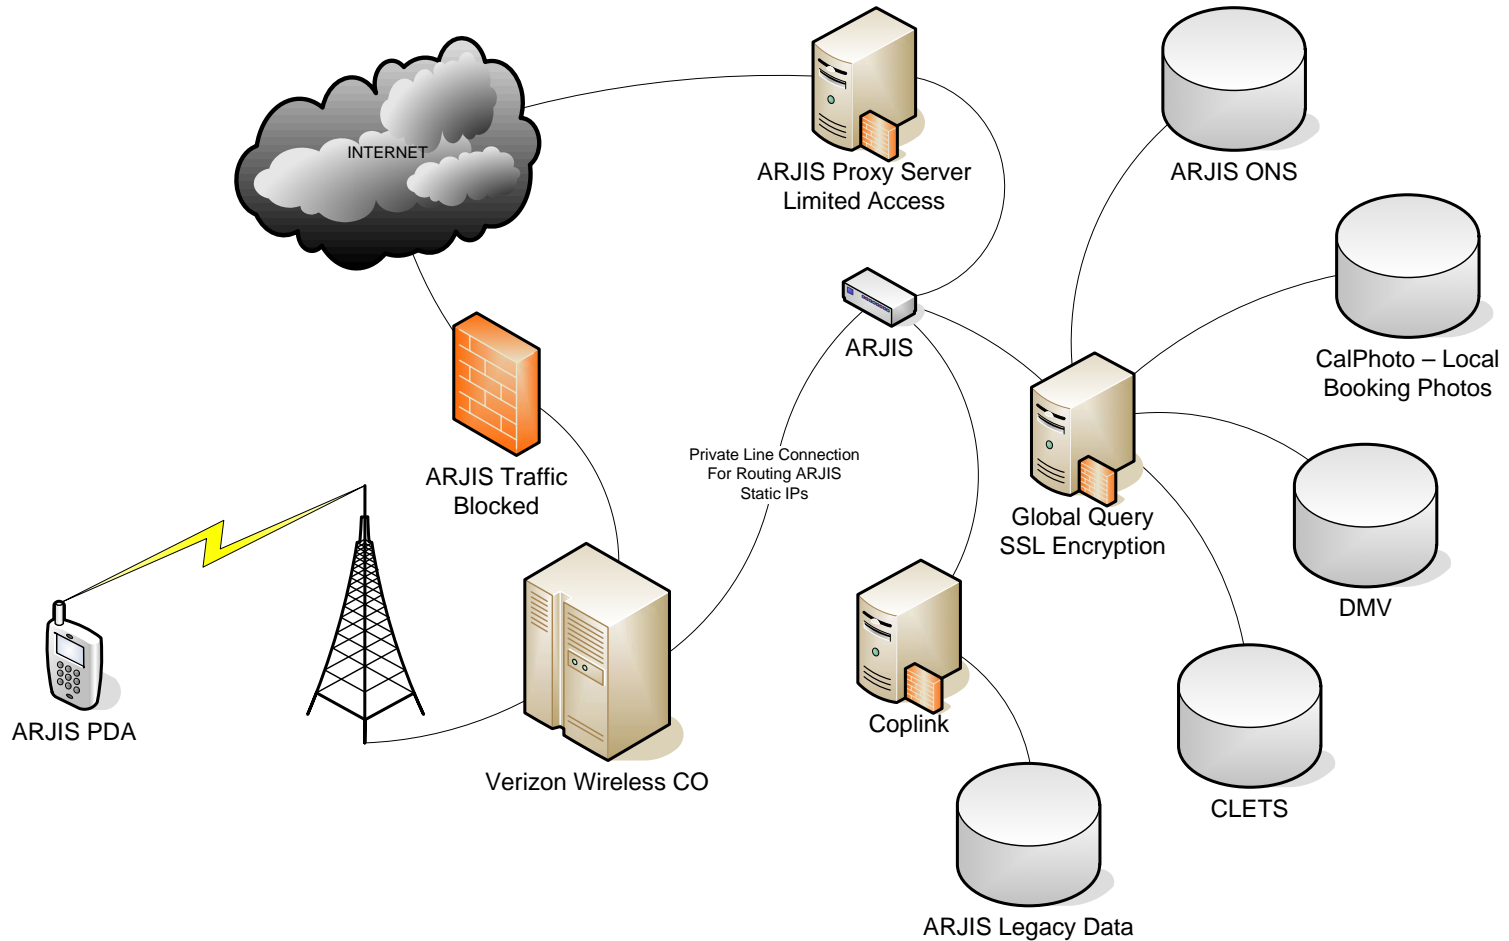 INTERNET
ARJIS Proxy Server
Limited Access
ARJIS ONS
CalPhoto – Local
Booking Photos
ARJIS
ARJIS Traffic
Blocked
Private Line Connection
For Routing ARJIS
Static IPs
Global Query
SSL Encryption
DMV
ARJIS PDA
Verizon Wireless CO
Coplink
CLETS
ARJIS Legacy Data